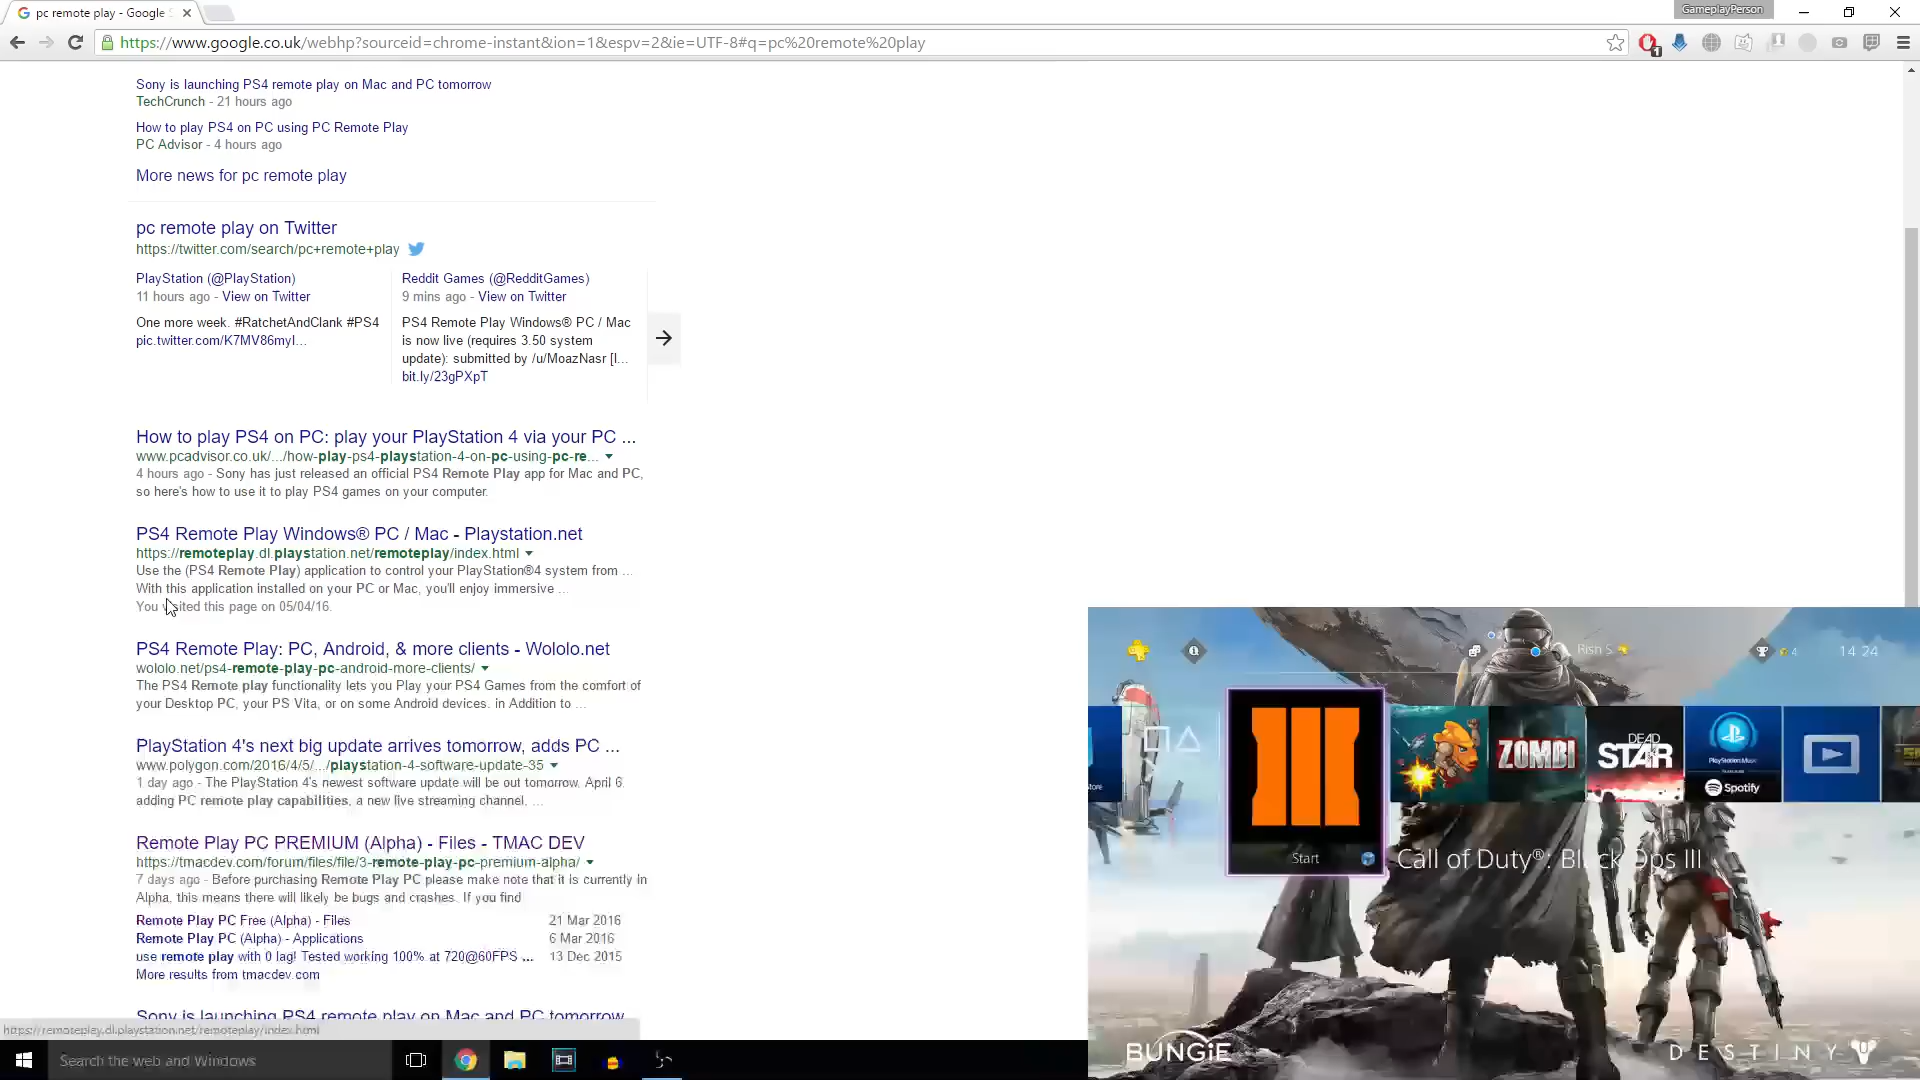 pc remote play - Google
GameplayPerson
https://www.google.co.uk/webhp?sourceid=chrome-instant&ion=1&espv=2&ie=UTF-8#q=pc%20remote%20play
1
Sony is launching PS4 remote play on Mac and PC tomorrow
TechCrunch - 21 hours ago
How to play PS4 on PC using PC Remote Play
PC Advisor - 4 hours ago
More news for pc remote play
pc remote play on Twitter
https://twitter.com/search/pc+remote+play
PlayStation (@PlayStation)
11 hours ago - View on Twitter
One more week. #RatchetAndClank #PS4
pic.twitter.com/K7MV86myI...
Reddit Games (@RedditGames)
9 mins ago - View on Twitter
PS4 Remote Play Windows® PC / Mac
is now live (requires 3.50 system
update): submitted by /u/MoazNasr [l...
bit.ly/23gPXpT
How to play PS4 on PC: play your PlayStation 4 via your PC ...
www.pcadvisor.co.uk/.../how-play-ps4-playstation-4-on-pc-using-pc-re...
4 hours ago - Sony has just released an official PS4 Remote Play app for Mac and PC,
so here's how to use it to play PS4 games on your computer.
PS4 Remote Play Windows® PC / Mac - Playstation.net
https://remoteplay.dl.playstation.net/remoteplay/index.html
Use the (PS4 Remote Play) application to control your PlayStation®4 system from ...
With this application installed on your PC or Mac, you'll enjoy immersive ...
You visited this page on 05/04/16.
PS4 Remote Play: PC, Android, & more clients - Wololo.net
wololo.net/ps4-remote-play-pc-android-more-clients/
The PS4 Remote play functionality lets you Play your PS4 Games from the comfort of
your Desktop PC, your PS Vita, or on some Android devices. in Addition to ...
PlayStation 4's next big update arrives tomorrow, adds PC ...
www.polygon.com/2016/4/5/.../playstation-4-software-update-35
1 day ago - The PlayStation 4's newest software update will be out tomorrow, April 6.
adding PC remote play capabilities, a new live streaming channel, ...
Remote Play PC PREMIUM (Alpha) - Files - TMAC DEV
https://tmacdev.com/forum/files/file/3-remote-play-pc-premium-alpha/
7 days ago - Before purchasing Remote Play PC please make note that it is currently in
Alpha, this means there will likely be bugs and crashes. If you find
Remote Play PC Free (Alpha) - Files 21 Mar 2016
Remote Play PC (Alpha) - Applications 6 Mar 2016
use remote play with 0 lag! Tested working 100% at 720@60FPS ... 13 Dec 2015
More results from tmacdev.com
Sony is launching PS4 remote play on Mac and PC tomorrow
https://remoteplay.dl.playstation.net/remoteplay/index.html
Search the web and Windows
2
Rish S.
4
14 24
ZOMBI
DEAD
STAR
PlayStation Music
Spotify
Start
Call of Duty®: Black Ops III
BUNGiE
DESTINY